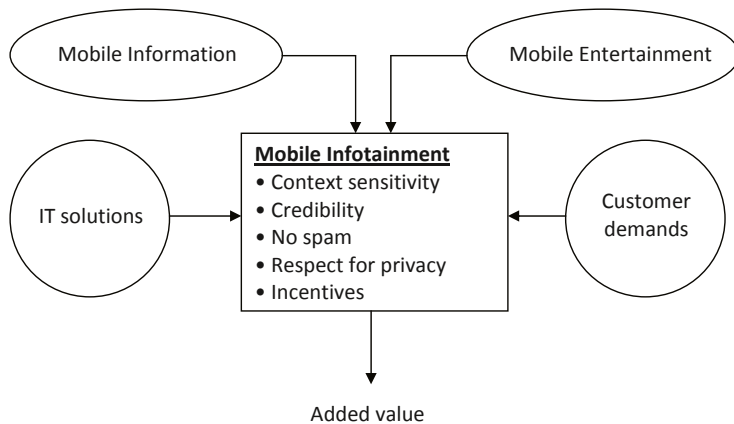 Mobile Information
Mobile Entertainment
IT solutions
Mobile Infotainment
• Context sensitivity
• Credibility
• No spam
• Respect for privacy
• Incentives
Customer
demands
Added value